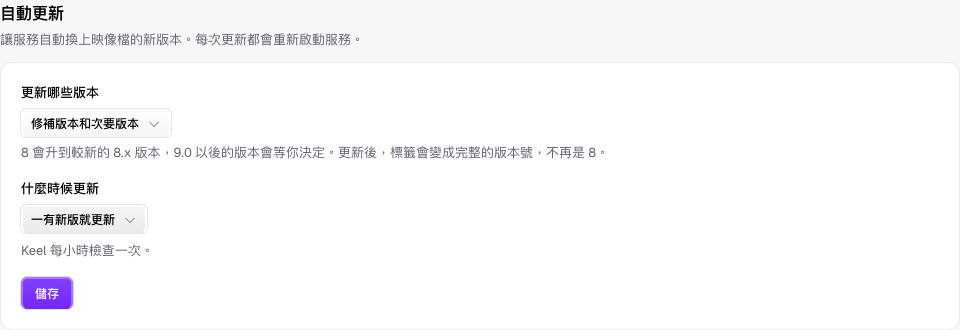 自動更新
讓服務自動換上映像檔的新版本。每次更新都會重新啟動服務。
更新哪些版本
修補版本和次要版本
8 會升到較新的 8.x 版本，9.0 以後的版本會等你決定。更新後，標籤會變成完整的版本號，不再是 8。
什麼時候更新
一有新版就更新
Keel 每小時檢查一次。
儲存